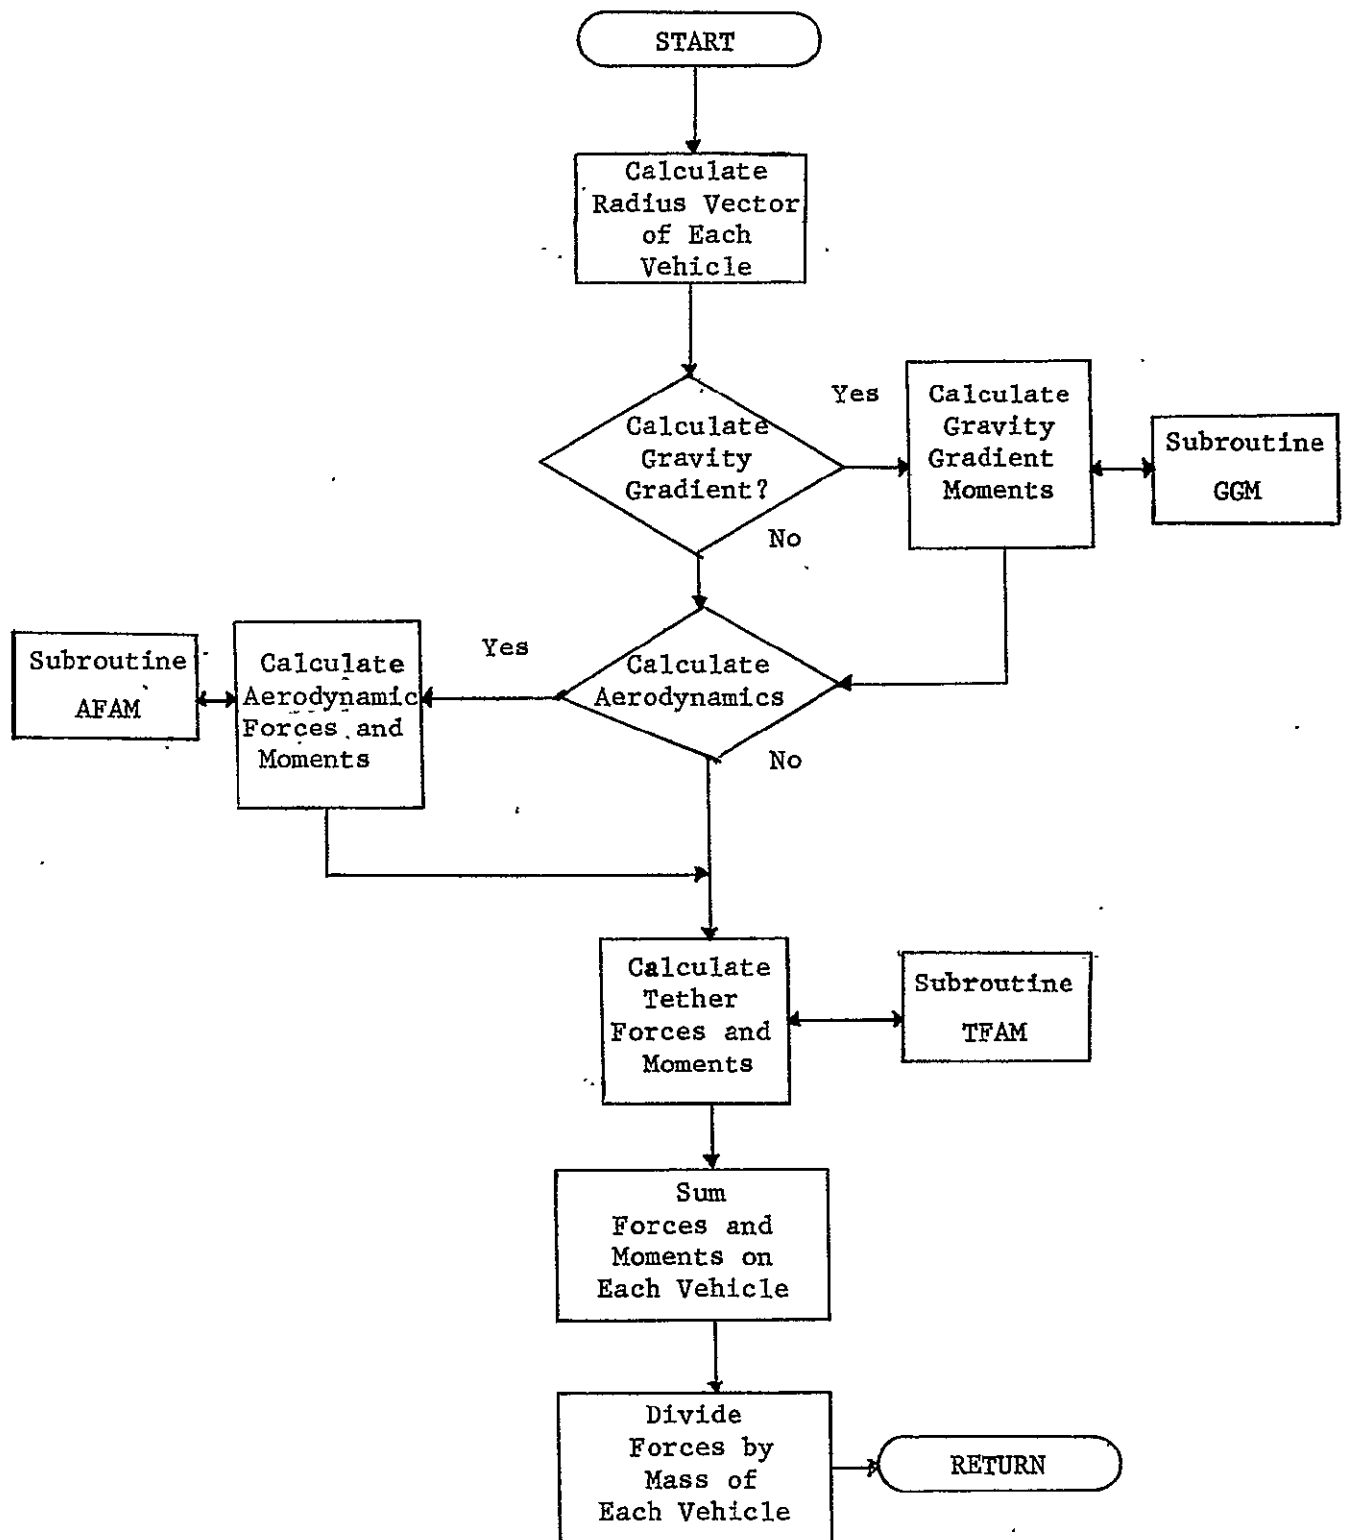 START
Calculate
Radius Vector
of Each
Vehicle
Calculate
Gravity
Gradient?
Yes
No
Calculate
Gravity
Gradient
Moments
Subroutine
GGM
Calculate
Aerodynamics
Yes
No
Calculate
Aerodynamic
Forces and
Moments
Subroutine
AFAM
Calculate
Tether
Forces and
Moments
Subroutine
TFAM
Sum
Forces and
Moments on
Each Vehicle
Divide
Forces by
Mass of
Each Vehicle
RETURN